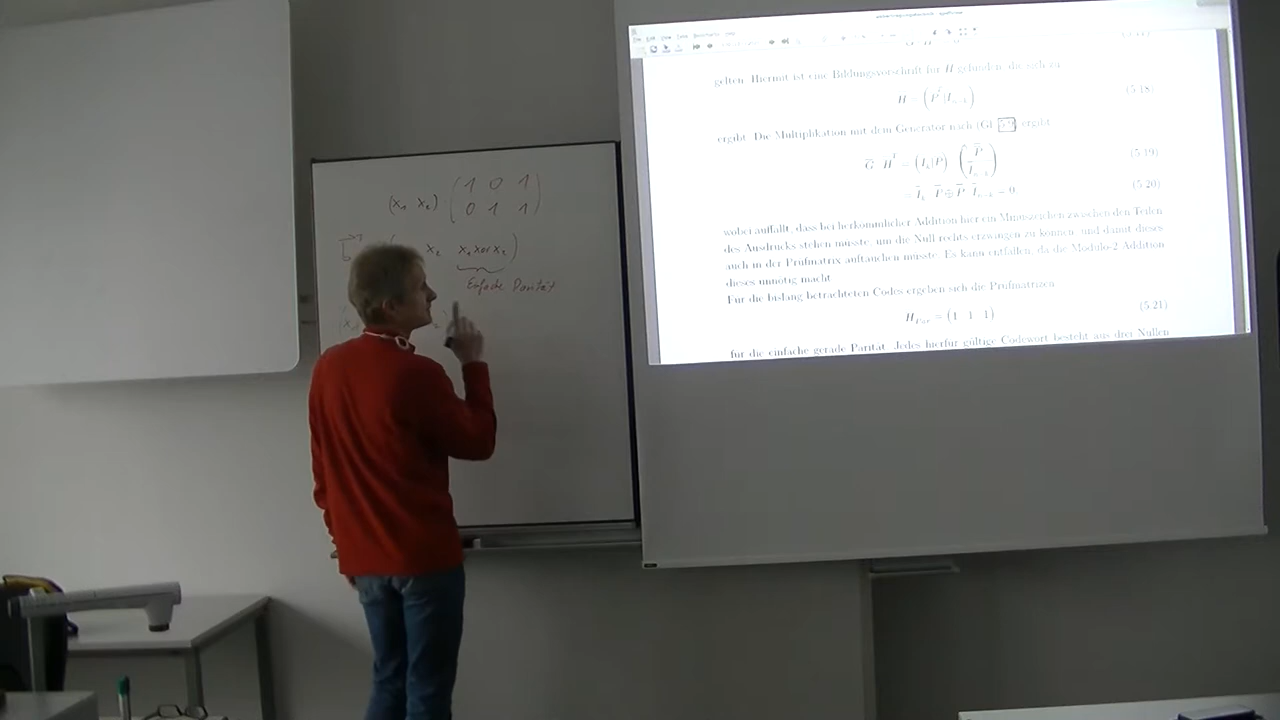 (x₁ x₂) (1 0 1
0 1 1)
x₂ x₁ xor x₂)
Einfache Parität
gelten. Hiermit ist eine Bildungsvorschrift für H gefunden, die sich zu
H = (Pᵀ|Iₙ₋ₖ) (5.18)
ergibt. Die Multiplikation mit dem Generator nach (Gl. 5.9) ergibt
G · Hᵀ = (Iₖ|P) · (P / Iₙ₋ₖ) (5.19)
= Iₖ · P ⊕ P · Iₙ₋ₖ = 0, (5.20)
wobei auffällt, dass bei herkömmlicher Addition hier ein Minuszeichen zwischen den Teilen
des Ausdrucks stehen müsste, um die Null rechts erzwingen zu können, und damit dieses
auch in der Prüfmatrix auftauchen müsste. Es kann entfallen, da die Modulo-2 Addition
dieses unnötig macht.
Für die bislang betrachteten Codes ergeben sich die Prüfmatrizen
H_Par = (1 1 1) (5.21)
für die einfache gerade Parität. Jedes hierfür gültige Codewort besteht aus drei Nullen